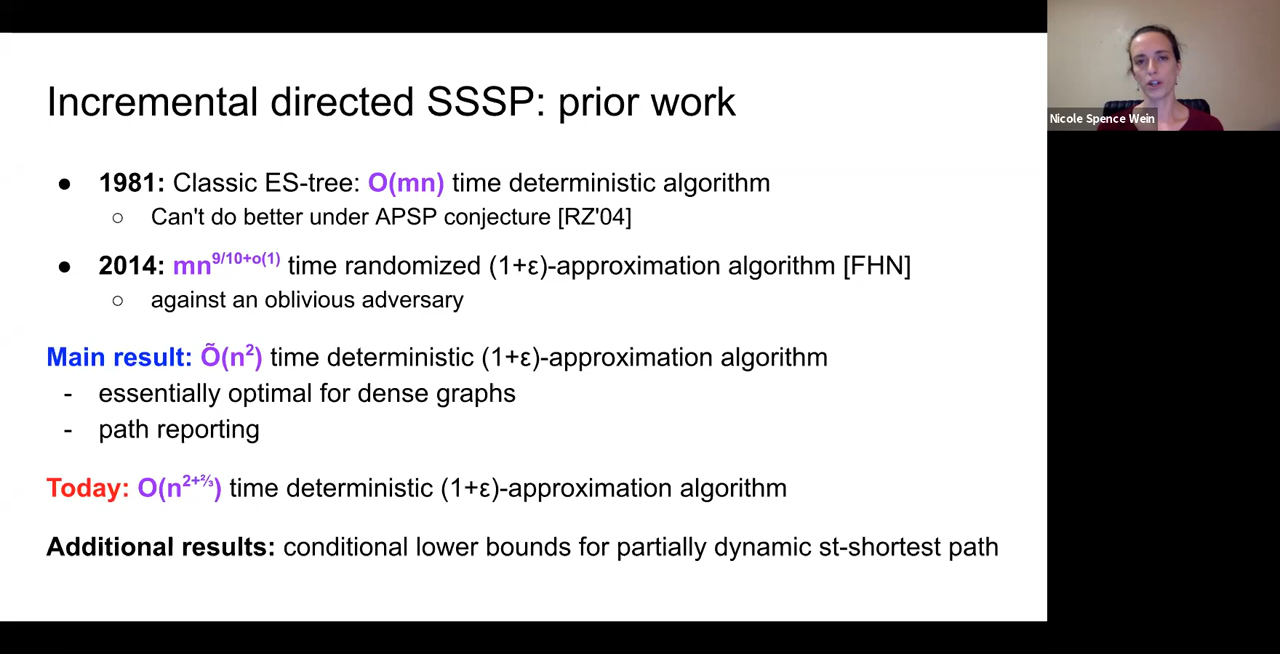 Incremental directed SSSP: prior work
● 1981: Classic ES-tree: O(mn) time deterministic algorithm
○ Can't do better under APSP conjecture [RZ'04]
● 2014: mn^9/10+o(1) time randomized (1+ε)-approximation algorithm [FHN]
○ against an oblivious adversary
Main result: Õ(n²) time deterministic (1+ε)-approximation algorithm
- essentially optimal for dense graphs
- path reporting
Today: O(n^2+⅔) time deterministic (1+ε)-approximation algorithm
Additional results: conditional lower bounds for partially dynamic st-shortest path
Nicole Spence Wein